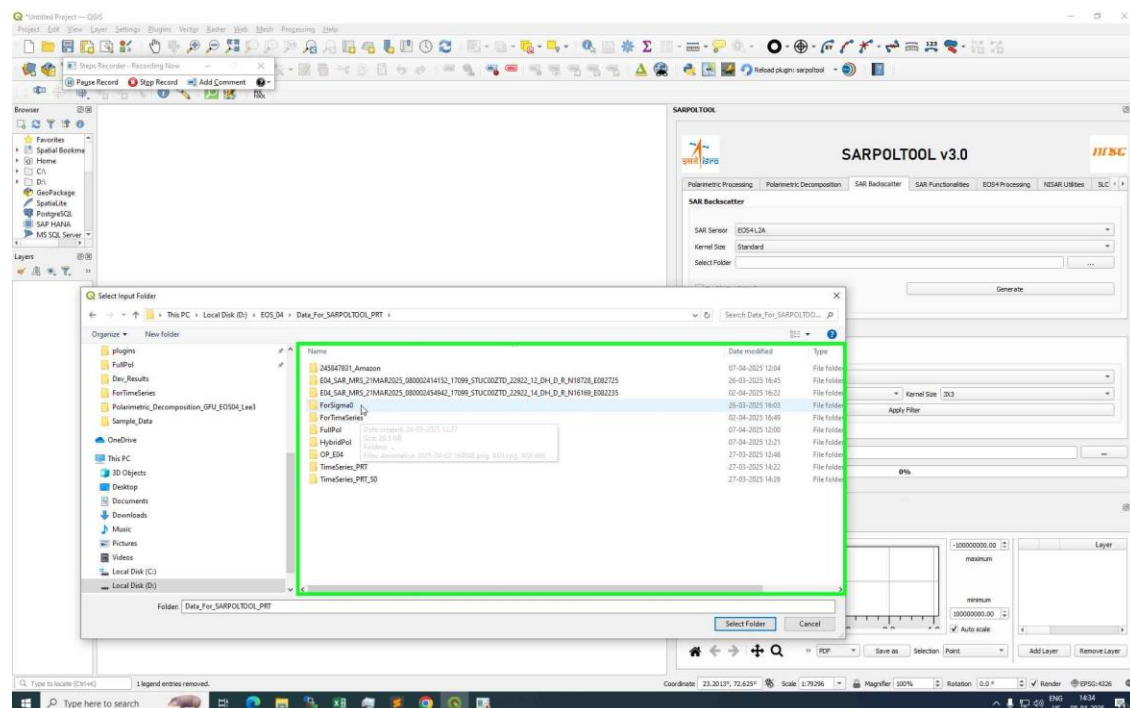 *Untitled Project — QGIS
Project Edit View Layer Settings Plugins Vector Raster Web Mesh Processing Help
Steps Recorder - Recording Now
Pause Record Stop Record Add Comment
Reload plugin: sarpoltool
Browser
Favorites
Spatial Bookma
Home
C:\
D:\
GeoPackage
SpatiaLite
PostgreSQL
SAP HANA
MS SQL Server
Layers
SARPOLTOOL
इसरो isro
SARPOLTOOL v3.0
nrsc
Polarimetric Processing Polarimetric Decomposition SAR Backscatter SAR Functionalities EOS4 Processing NISAR Utilities SLC
SAR Backscatter
SAR Sensor EOS4 L2A
Kernel Size Standard
Select Folder ...
Generate
Kernel Size 3X3
Apply Filter
...
0%
-100000000.00
maximum
minimum
100000000.00
Auto scale
Layer
PDF Save as Selection Point Add Layer Remove Layer
Select Input Folder
This PC › Local Disk (D:) › EOS_04 › Data_For_SARPOLTOOL_PRT ›
Search Data_For_SARPOLTOO...
Organize New folder
plugins
FullPol
Dev_Results
ForTimeSeries
Polarimetric_Decomposition_GFU_EOS04_Lee3
Sample_Data
OneDrive
This PC
3D Objects
Desktop
Documents
Downloads
Music
Pictures
Videos
Local Disk (C:)
Local Disk (D:)
Name Date modified Type
245847831_Amazon 07-04-2025 12:04 File folder
E04_SAR_MRS_21MAR2025_080002414152_17099_STUC00ZTD_22922_12_DH_D_R_N18728_E082725 26-03-2025 16:45 File folder
E04_SAR_MRS_21MAR2025_080002454942_17099_STUC00ZTD_22922_14_DH_D_R_N16169_E082235 02-04-2025 16:22 File folder
ForSigma0 26-03-2025 16:03 File folder
ForTimeSeries 02-04-2025 16:49 File folder
FullPol 07-04-2025 12:00 File folder
HybridPol 07-04-2025 12:21 File folder
OP_E04 27-03-2025 12:46 File folder
TimeSeries_PRT 27-03-2025 14:22 File folder
TimeSeries_PRT_S0 27-03-2025 14:26 File folder
Folder: Data_For_SARPOLTOOL_PRT
Select Folder Cancel
Type to locate (Ctrl+K) 1 legend entries removed. Coordinate 23.2013°, 72.625° Scale 1:79296 Magnifier 100% Rotation 0.0 ° Render EPSG:4326
Type here to search
ENG 14:34